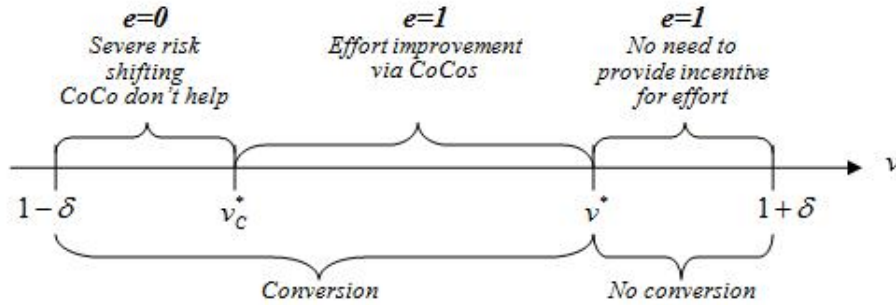 e=0
Severe risk
shifting
CoCo don't help
e=1
Effort improvement
via CoCos
e=1
No need to
provide incentive
for effort
v
1−δ
v*C
v*
1+δ
Conversion
No conversion